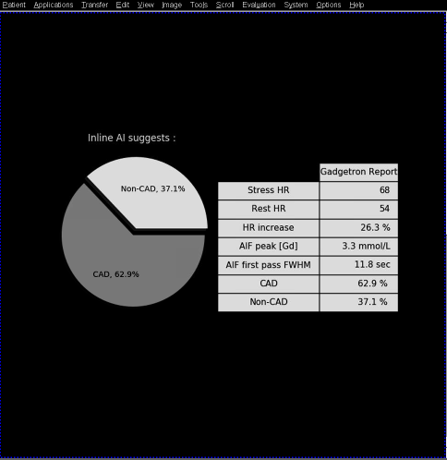 Patient Applications Transfer Edit View Image Tools Scroll Evaluation System Options Help
Inline AI suggests :
Non-CAD, 37.1%
CAD, 62.9%
Gadgetron Report
Stress HR 68
Rest HR 54
HR increase 26.3 %
AIF peak [Gd] 3.3 mmol/L
AIF first pass FWHM 11.8 sec
CAD 62.9 %
Non-CAD 37.1 %